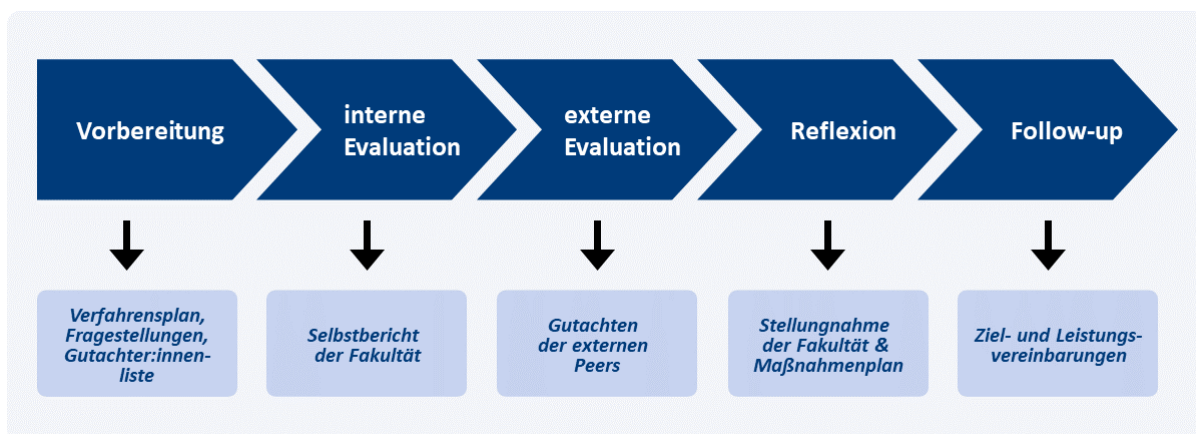 Vorbereitung
interne
Evaluation
externe
Evaluation
Reflexion
Follow-up
Verfahrensplan,
Fragestellungen,
Gutachter:innen-
liste
Selbstbericht
der Fakultät
Gutachten
der externen
Peers
Stellungnahme
der Fakultät &
Maßnahmenplan
Ziel- und Leistungs-
vereinbarungen